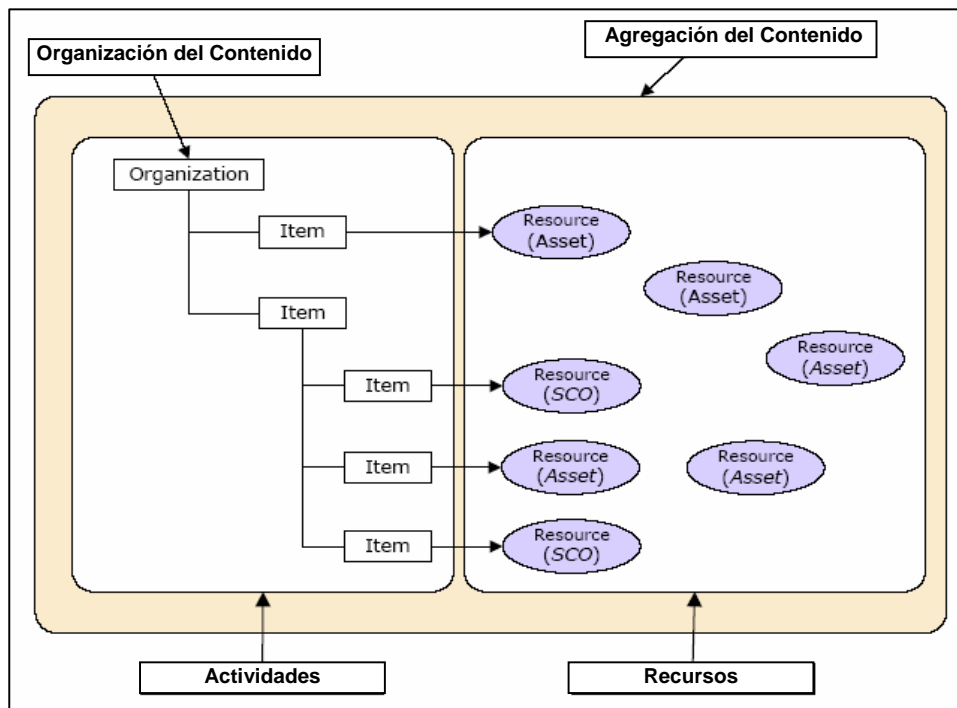 Organización del Contenido
Agregación del Contenido
Organization
Item
Resource
(Asset)
Resource
(Asset)
Item
Resource
(Asset)
Item
Resource
(SCO)
Item
Resource
(Asset)
Resource
(Asset)
Item
Resource
(SCO)
Actividades
Recursos